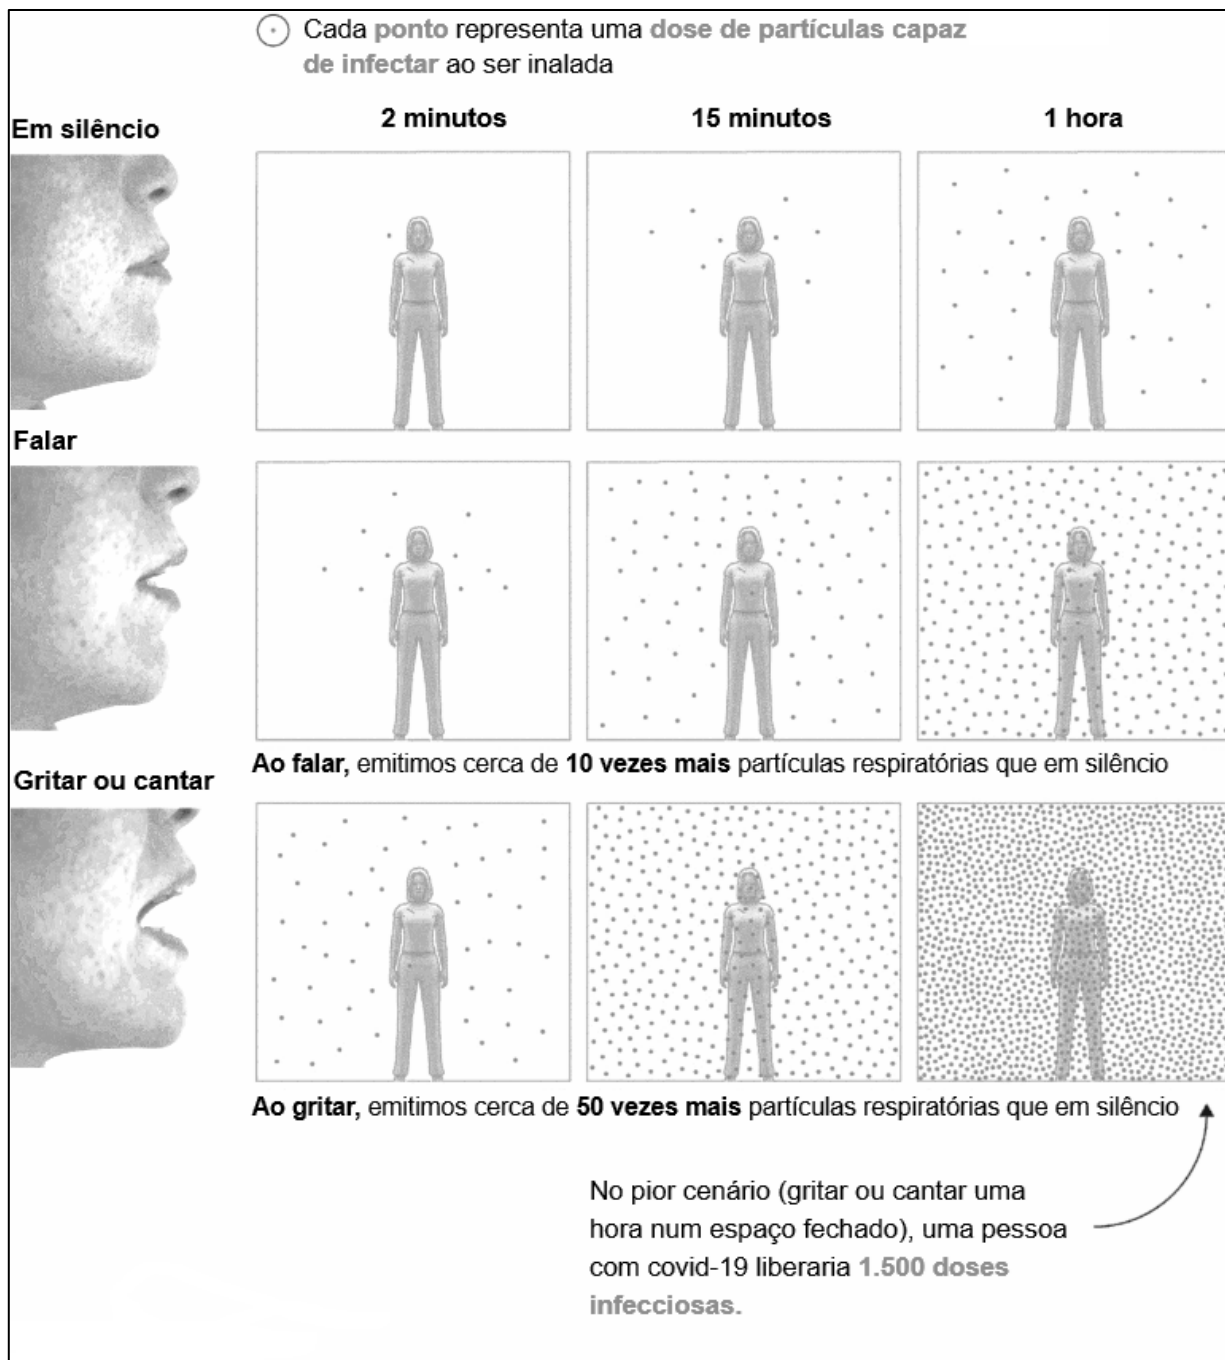 Cada ponto representa uma dose de partículas capaz
de infectar ao ser inalada
2 minutos
15 minutos
1 hora
Em silêncio
Falar
Ao falar, emitimos cerca de 10 vezes mais partículas respiratórias que em silêncio
Gritar ou cantar
Ao gritar, emitimos cerca de 50 vezes mais partículas respiratórias que em silêncio
No pior cenário (gritar ou cantar uma
hora num espaço fechado), uma pessoa
com covid-19 liberaria 1.500 doses
infecciosas.